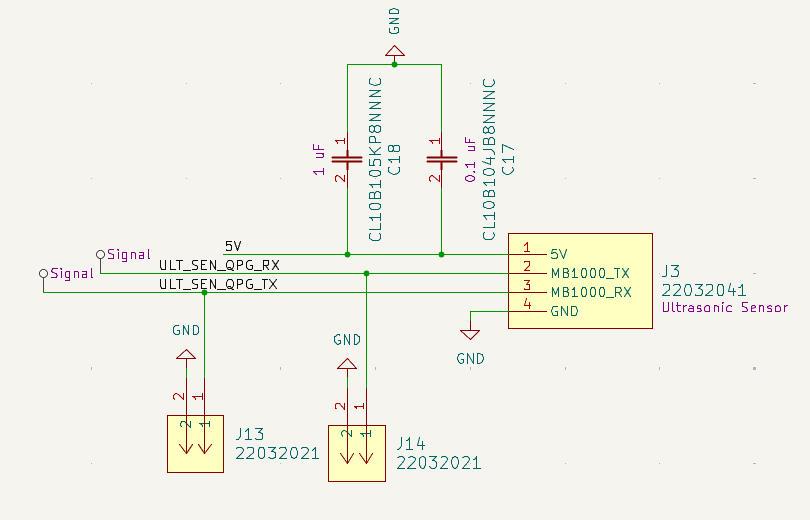 GND
1 uF
1
2
CL10B105KP8NNNC
C18
1
2
0.1 uF
CL10B104JB8NNNC
C17
5V
Signal
ULT_SEN_QPG_RX
Signal
ULT_SEN_QPG_TX
1
5V
2
MB1000_TX
3
MB1000_RX
4
GND
J3
22032041
Ultrasonic Sensor
GND
GND
GND
2
1
2
1
J13
22032021
2
1
2
1
J14
22032021